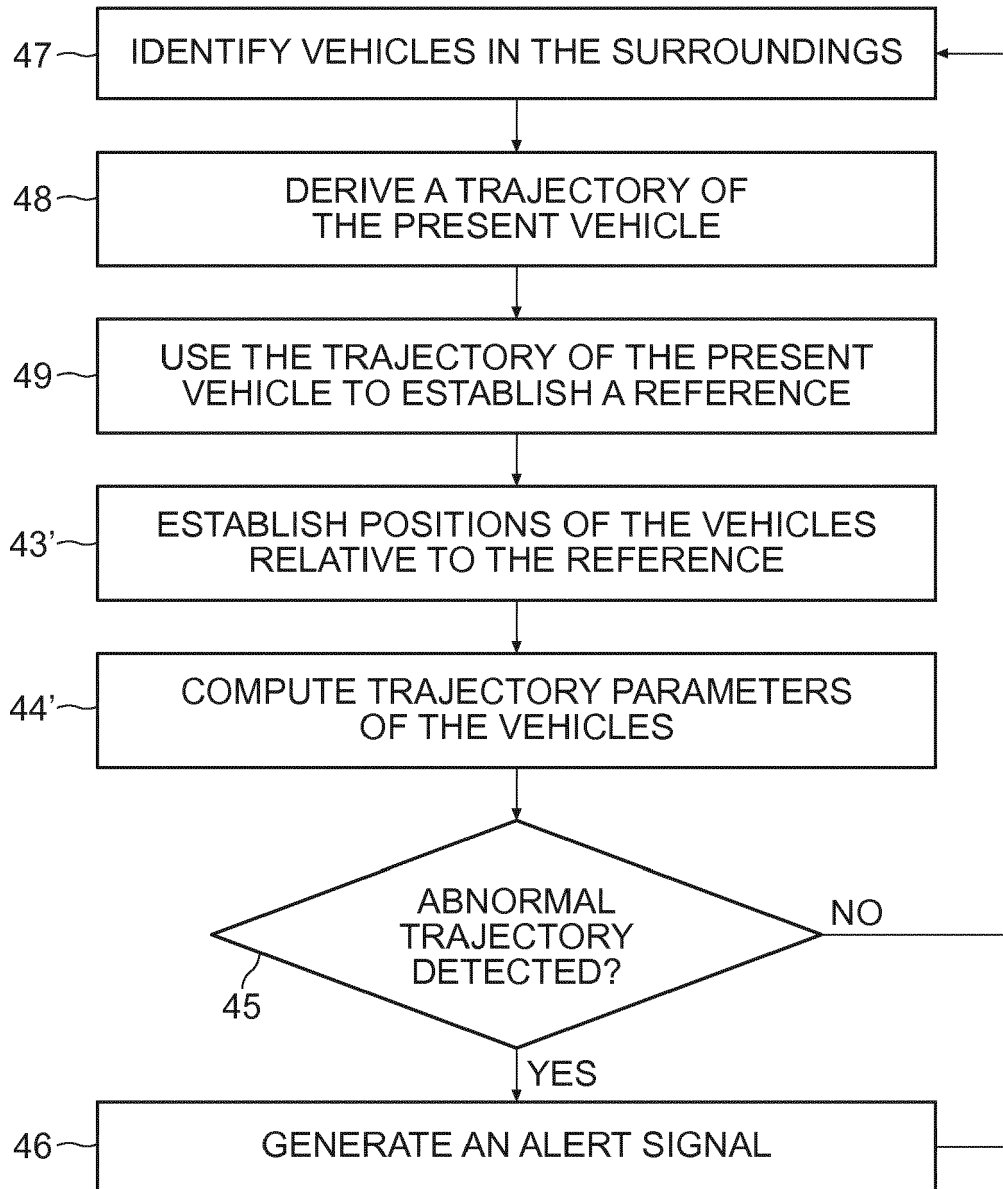 47
IDENTIFY VEHICLES IN THE SURROUNDINGS
48
DERIVE A TRAJECTORY OF
THE PRESENT VEHICLE
49
USE THE TRAJECTORY OF THE PRESENT
VEHICLE TO ESTABLISH A REFERENCE
43'
ESTABLISH POSITIONS OF THE VEHICLES
RELATIVE TO THE REFERENCE
44'
COMPUTE TRAJECTORY PARAMETERS
OF THE VEHICLES
ABNORMAL
TRAJECTORY
DETECTED?
NO
45
YES
46
GENERATE AN ALERT SIGNAL